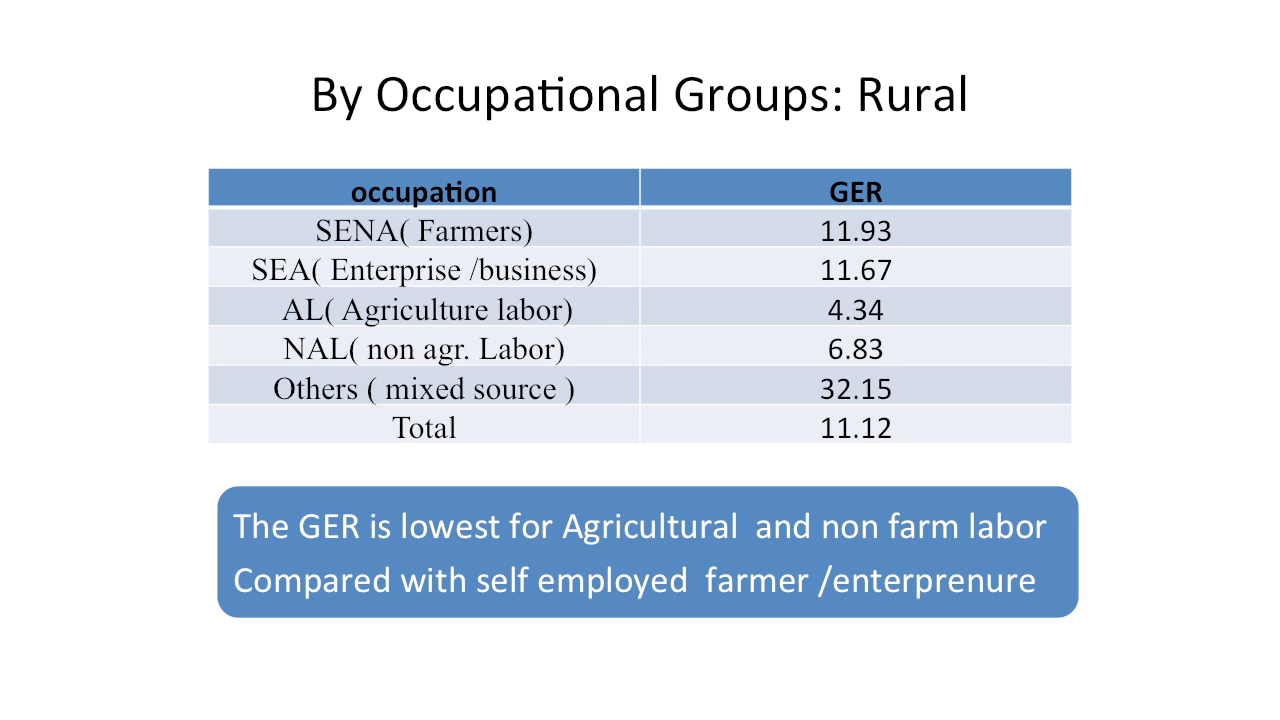 By Occupational Groups: Rural
occupation GER
SENA( Farmers) 11.93
SEA( Enterprise /business) 11.67
AL( Agriculture labor) 4.34
NAL( non agr. Labor) 6.83
Others ( mixed source ) 32.15
Total 11.12
The GER is lowest for Agricultural  and non farm labor
Compared with self employed  farmer /enterprenure